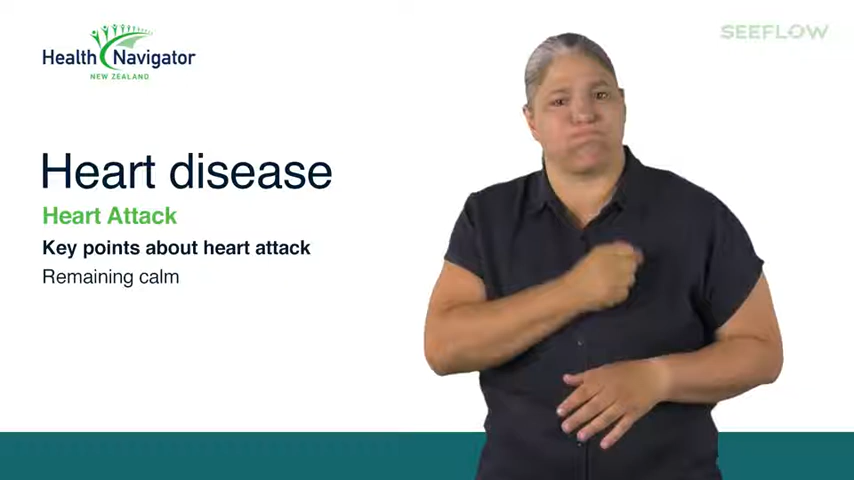 Health Navigator
NEW ZEALAND
SEEFLOW
Heart disease
Heart Attack
Key points about heart attack
Remaining calm